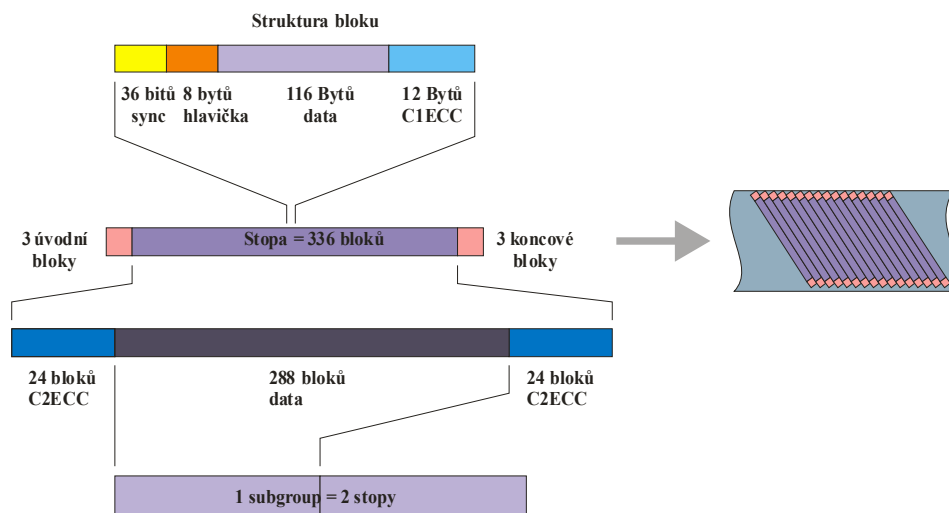 Struktura bloku
36 bitů
sync
8 bytů
hlavička
116 Bytů
data
12 Bytů
C1ECC
3 úvodní
bloky
Stopa = 336 bloků
3 koncové
bloky
24 bloků
C2ECC
288 bloků
data
24 bloků
C2ECC
1 subgroup = 2 stopy